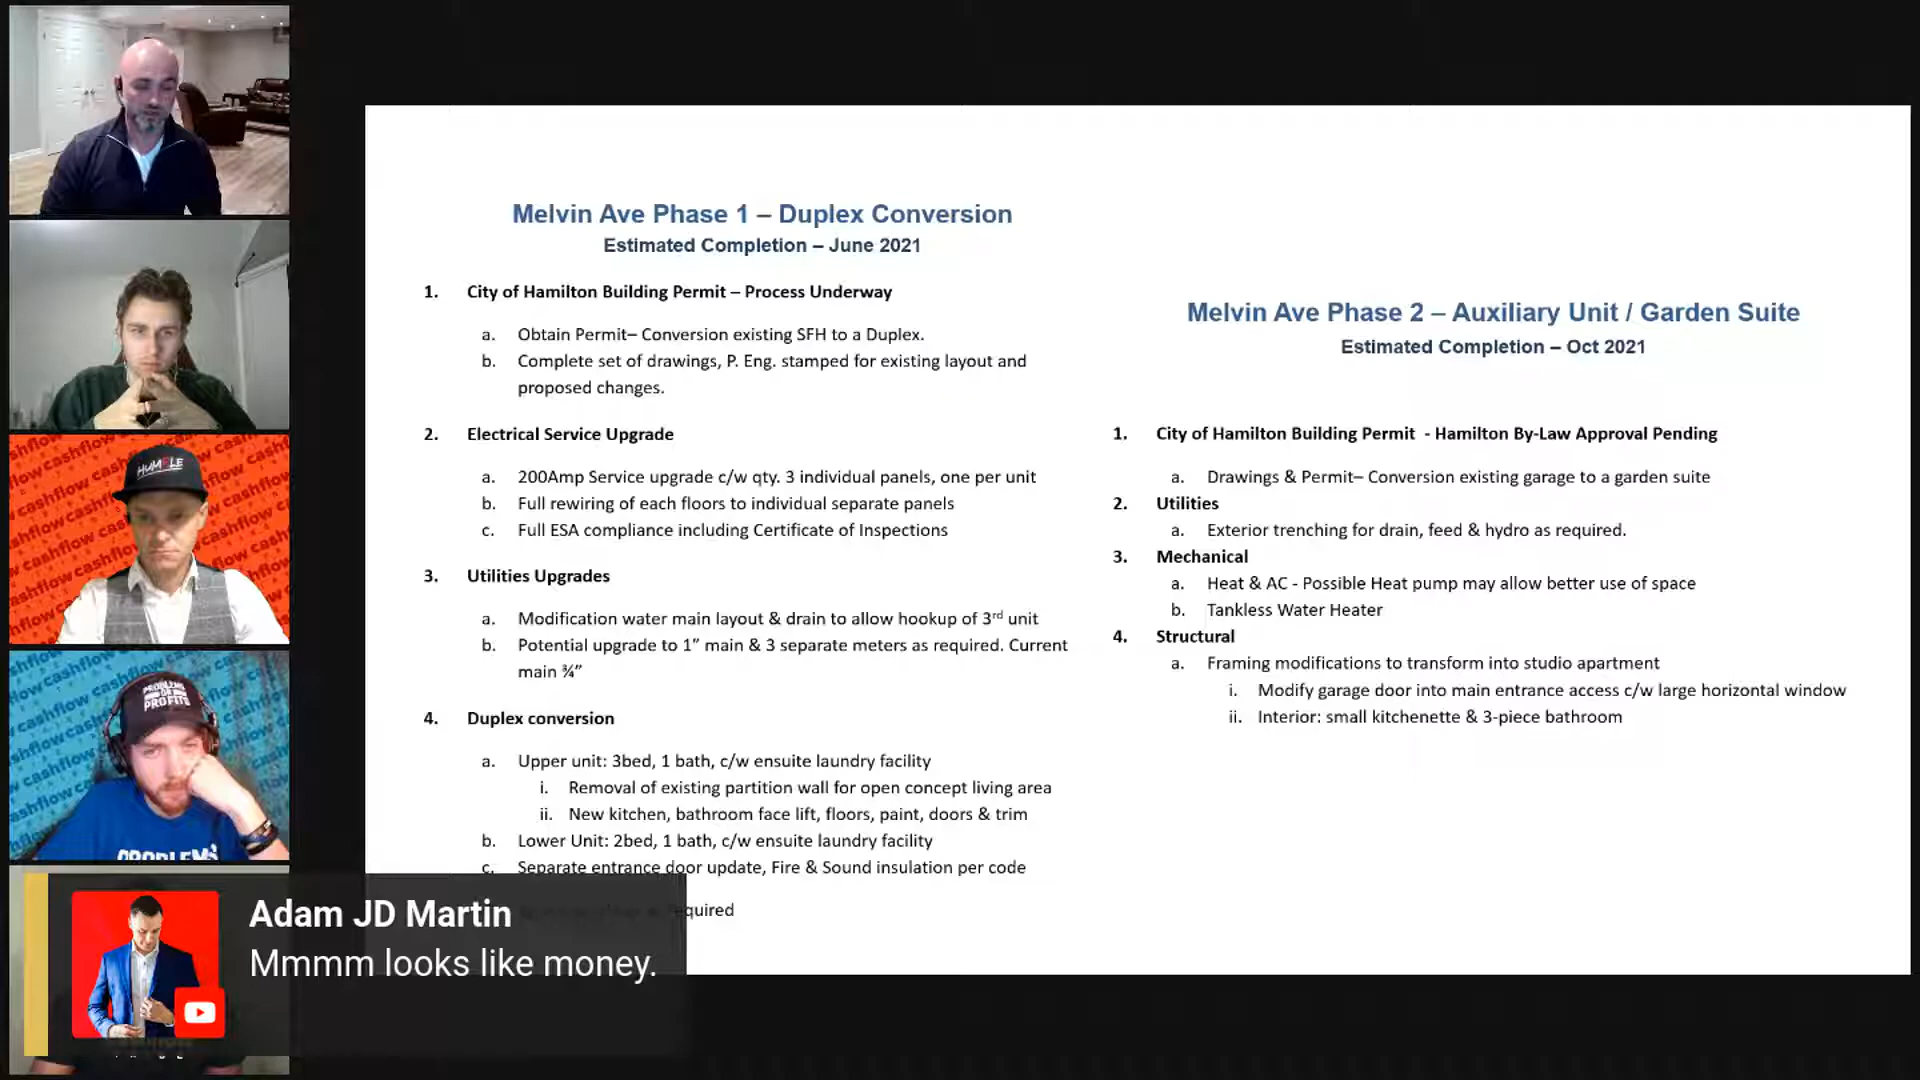 Melvin Ave Phase 1 – Duplex Conversion
Estimated Completion – June 2021
1. City of Hamilton Building Permit – Process Underway
a. Obtain Permit– Conversion existing SFH to a Duplex.
b. Complete set of drawings, P. Eng. stamped for existing layout and
proposed changes.
2. Electrical Service Upgrade
a. 200Amp Service upgrade c/w qty. 3 individual panels, one per unit
b. Full rewiring of each floors to individual separate panels
c. Full ESA compliance including Certificate of Inspections
3. Utilities Upgrades
a. Modification water main layout & drain to allow hookup of 3rd unit
b. Potential upgrade to 1” main & 3 separate meters as required. Current
main ¾”
4. Duplex conversion
a. Upper unit: 3bed, 1 bath, c/w ensuite laundry facility
i. Removal of existing partition wall for open concept living area
ii. New kitchen, bathroom face lift, floors, paint, doors & trim
b. Lower Unit: 2bed, 1 bath, c/w ensuite laundry facility
c. Separate entrance door update, Fire & Sound insulation per code
required
Melvin Ave Phase 2 – Auxiliary Unit / Garden Suite
Estimated Completion – Oct 2021
1. City of Hamilton Building Permit - Hamilton By-Law Approval Pending
a. Drawings & Permit– Conversion existing garage to a garden suite
2. Utilities
a. Exterior trenching for drain, feed & hydro as required.
3. Mechanical
a. Heat & AC - Possible Heat pump may allow better use of space
b. Tankless Water Heater
4. Structural
a. Framing modifications to transform into studio apartment
i. Modify garage door into main entrance access c/w large horizontal window
ii. Interior: small kitchenette & 3-piece bathroom
HUMBLE
cashflow
PROBLEMS
OR
PROFITS
cashflow
PROBLEMS
Adam JD Martin
Mmmm looks like money.